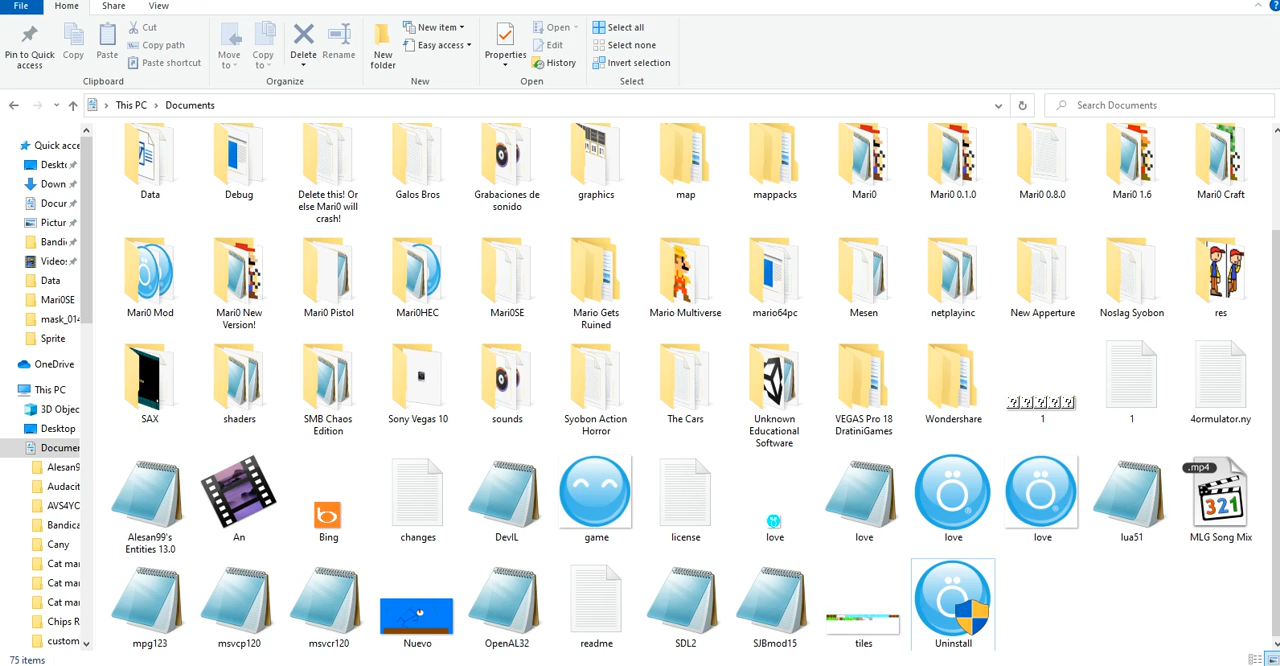 File Home Share View
Pin to Quick access
Copy
Paste
Cut
Copy path
Paste shortcut
Clipboard
Move to
Copy to
Delete
Rename
Organize
New folder
New item
Easy access
New
Properties
Open
Edit
History
Open
Select all
Select none
Invert selection
Select
This PC > Documents
Search Documents
Quick acce
Deskto
Down
Docur
Pictur
Bandi
Videos
Data
Mari0SE
mask_014
Sprite
OneDrive
This PC
3D Objec
Desktop
Documen
Alesan9
Audacit
AVS4YC
Bandica
Cany
Cat mar
Cat mar
Cat mar
Chips R
custom
Data
Debug
Delete this! Or
else Mari0 will
crash!
Galos Bros
Grabaciones de
sonido
graphics
map
mappacks
Mari0
Mari0 0.1.0
Mari0 0.8.0
Mari0 1.6
Mari0 Craft
Mari0 Mod
Mari0 New
Version!
Mari0 Pistol
Mari0HEC
Mari0SE
Mario Gets
Ruined
Mario Multiverse
mario64pc
Mesen
netplayinc
New Apperture
Noslag Syobon
res
SAX
shaders
SMB Chaos
Edition
Sony Vegas 10
sounds
Syobon Action
Horror
The Cars
Unknown
Educational
Software
VEGAS Pro 18
DratiniGames
Wondershare
? ? ? ? ?
1
1
4ormulator.ny
Alesan99's
Entities 13.0
An
Bing
changes
DevIL
game
license
love
love
love
love
lua51
.mp4
321
MLG Song Mix
mpg123
msvcp120
msvcr120
Nuevo
OpenAL32
readme
SDL2
SJBmod15
tiles
Uninstall
75 items